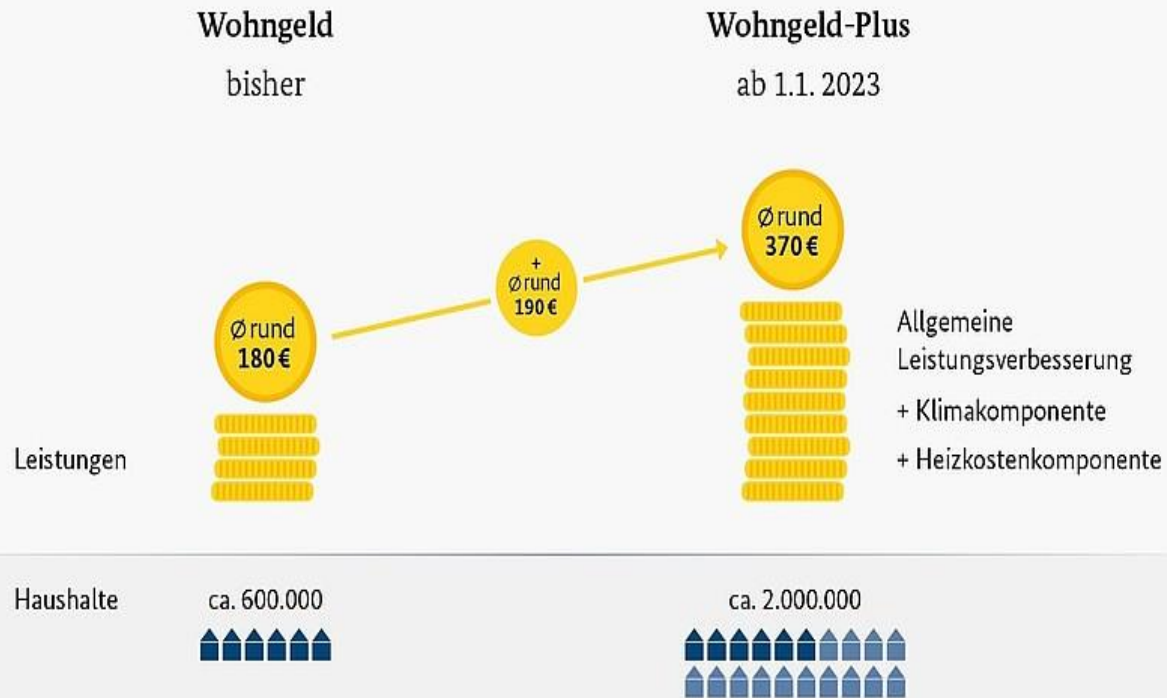 Wohngeld
bisher
Wohngeld-Plus
ab 1.1. 2023
Ø rund
370 €
+
Ø rund
190 €
Ø rund
180 €
Allgemeine
Leistungsverbesserung
+ Klimakomponente
+ Heizkostenkomponente
Leistungen
Haushalte
ca. 600.000
ca. 2.000.000